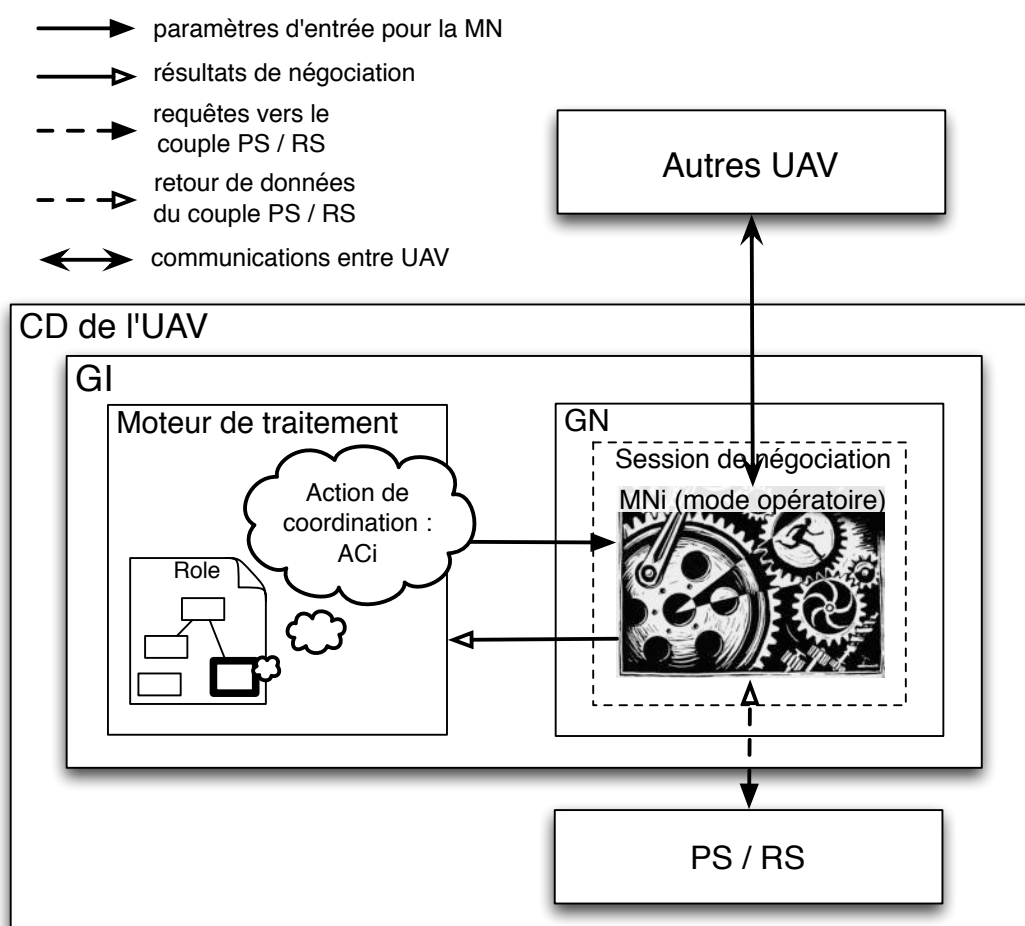 paramètres d'entrée pour la MN
résultats de négociation
requêtes vers le
couple PS / RS
retour de données
du couple PS / RS
communications entre UAV
Autres UAV
CD de l'UAV
GI
Moteur de traitement
Action de
coordination :
ACi
Role
GN
Session de négociation
MNi (mode opératoire)
PS / RS